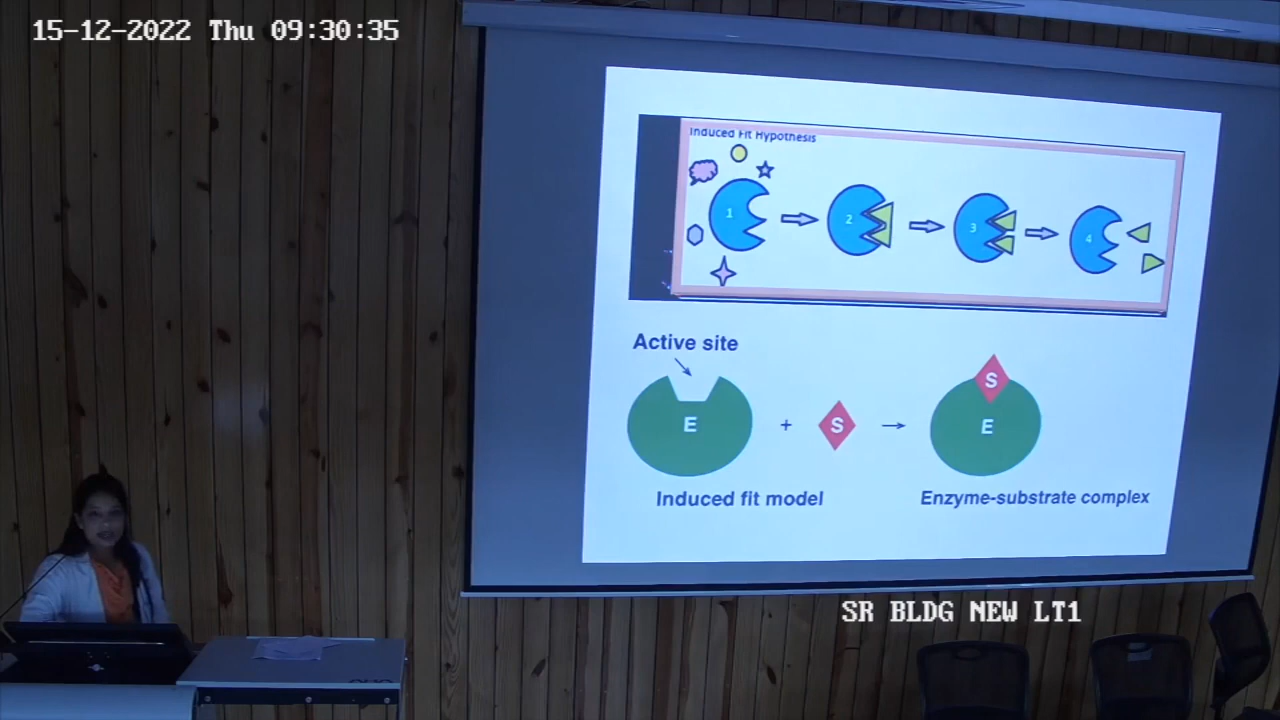 15-12-2022 Thu 09:30:35
Induced Fit Hypothesis
1
2
3
4
Active site
E
+
S
S
E
Induced fit model
Enzyme-substrate complex
SR BLDG NEW LT1